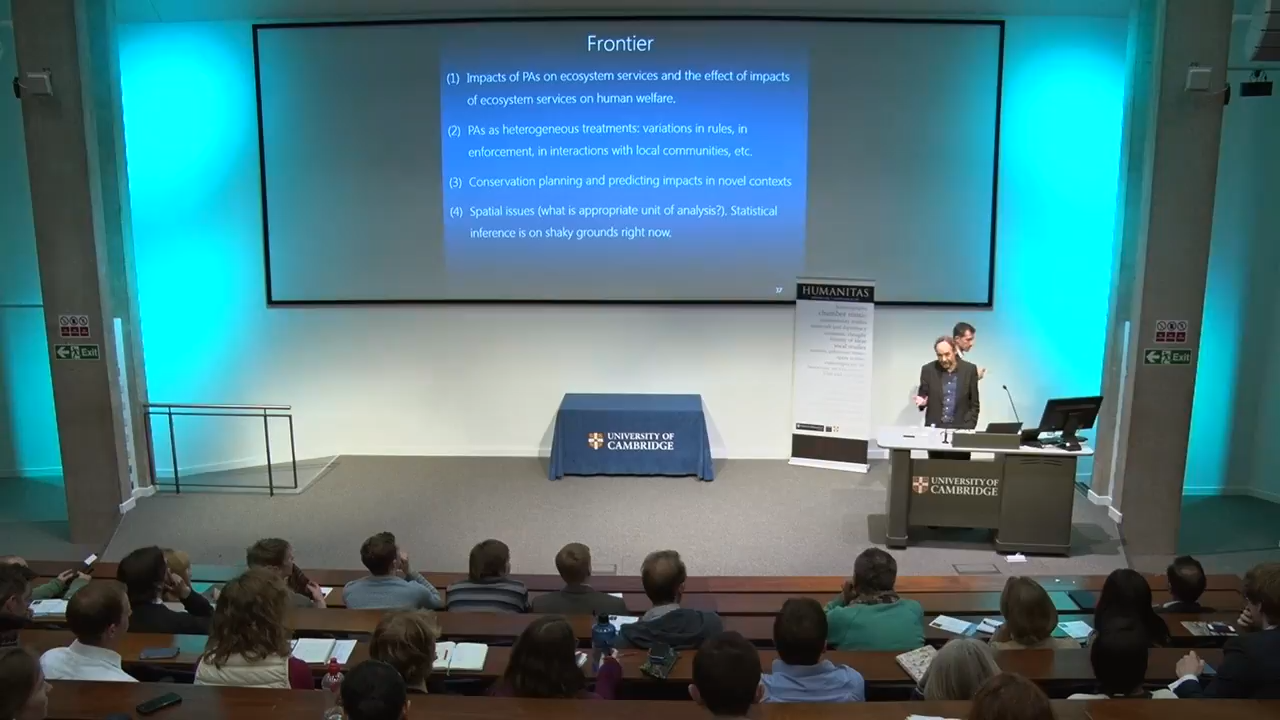 Frontier
(1) Impacts of PAs on ecosystem services and the effect of impacts
of ecosystem services on human welfare.
(2) PAs as heterogeneous treatments: variations in rules, in
enforcement, in interactions with local communities, etc.
(3) Conservation planning and predicting impacts in novel contexts
(4) Spatial issues (what is appropriate unit of analysis?). Statistical
inference is on shaky grounds right now.
37
HUMANITAS
chamber music
Exit
Exit
UNIVERSITY OF
CAMBRIDGE
UNIVERSITY OF
CAMBRIDGE